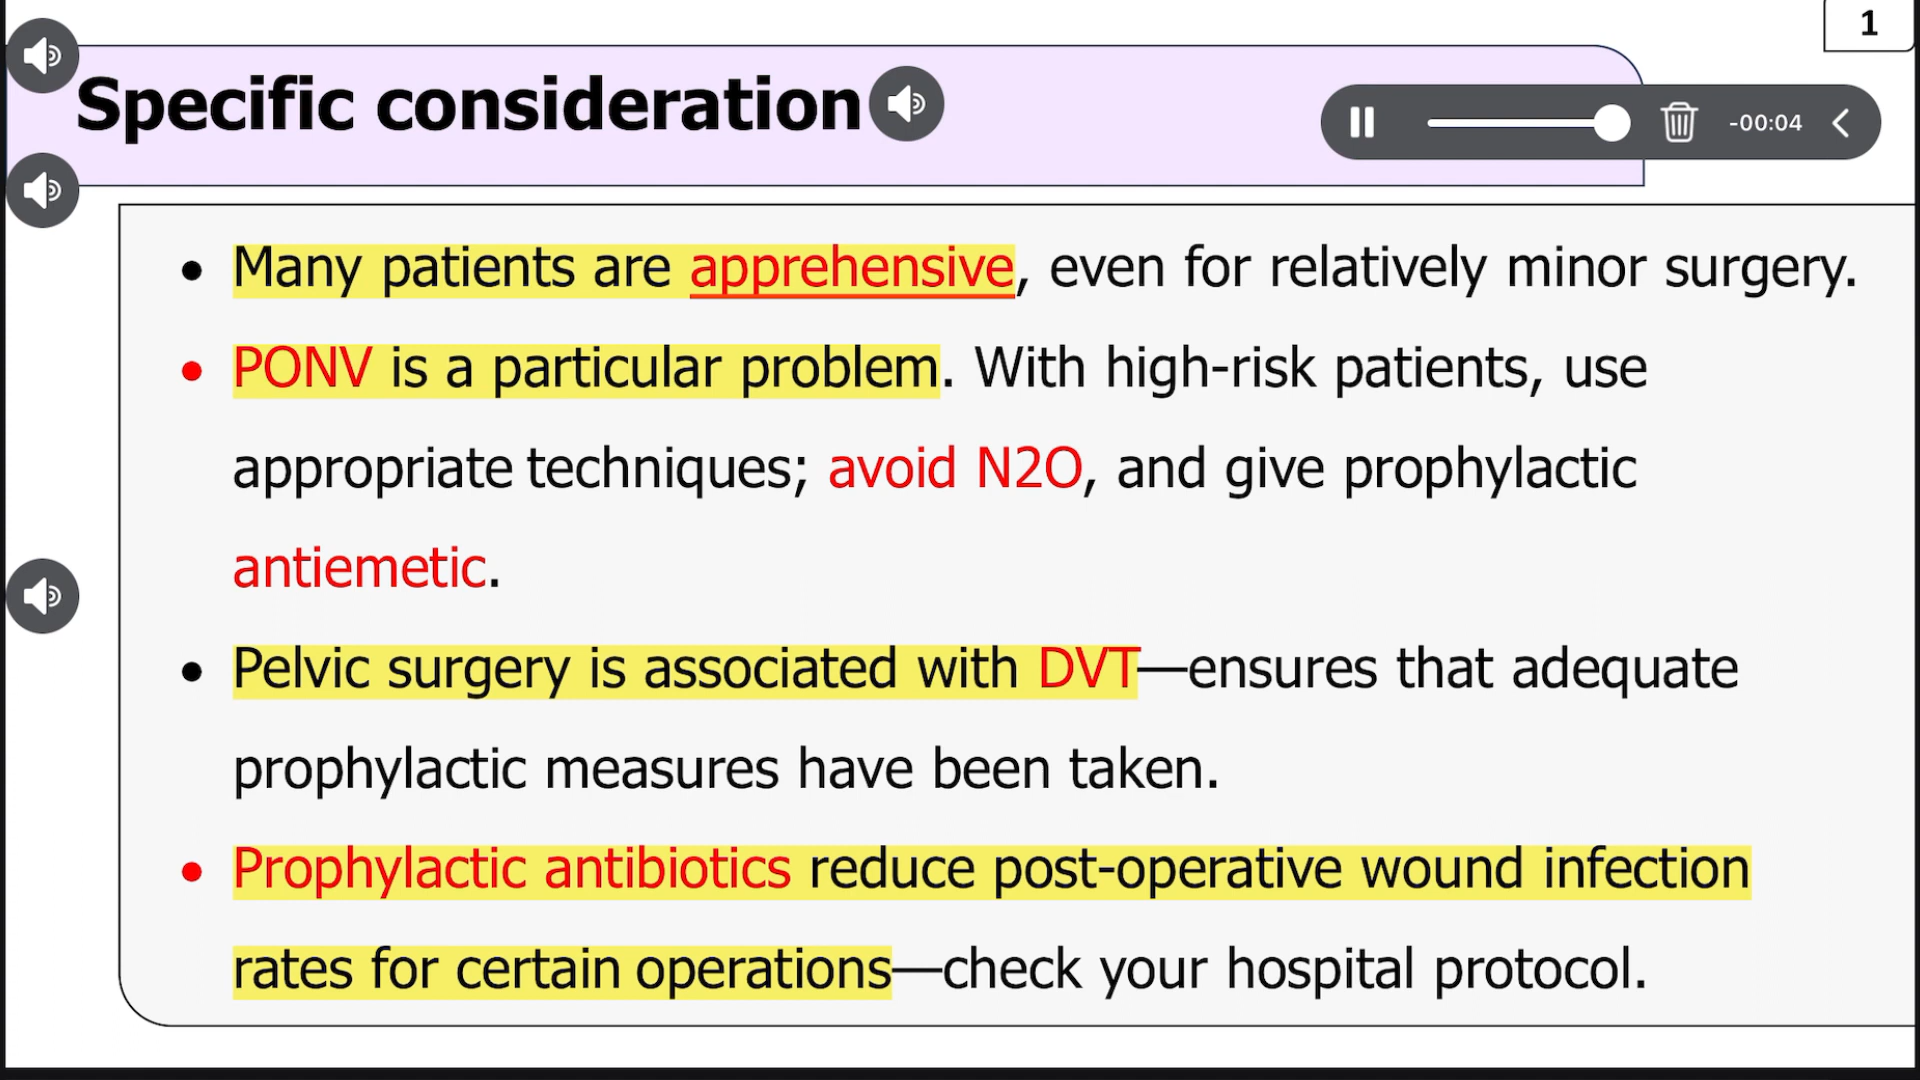 1
Specific consideration
-00:04
• Many patients are apprehensive, even for relatively minor surgery.
• PONV is a particular problem. With high-risk patients, use
appropriate techniques; avoid N2O, and give prophylactic
antiemetic.
• Pelvic surgery is associated with DVT—ensures that adequate
prophylactic measures have been taken.
• Prophylactic antibiotics reduce post-operative wound infection
rates for certain operations—check your hospital protocol.